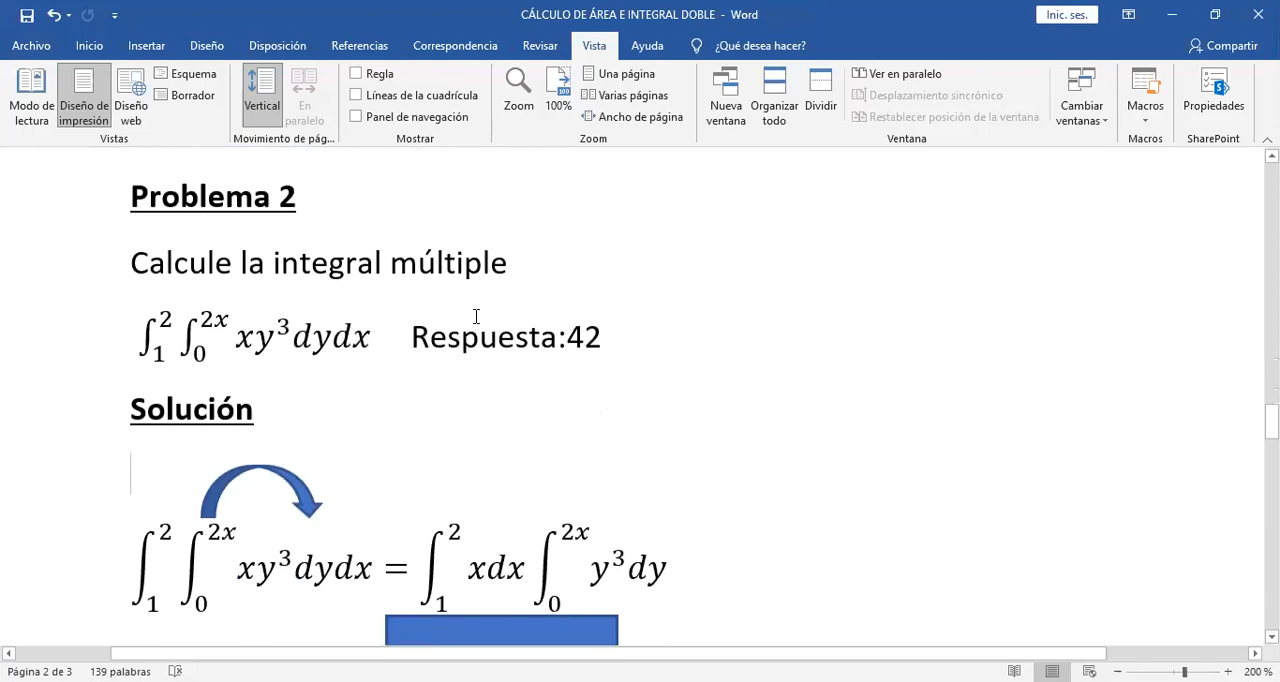 CÁLCULO DE ÁREA E INTEGRAL DOBLE - Word
Inic. ses.
Archivo Inicio Insertar Diseño Disposición Referencias Correspondencia Revisar Vista Ayuda ¿Qué desea hacer? Compartir
Modo de lectura
Diseño de impresión
Diseño web
Esquema
Borrador
Vistas
Vertical
En paralelo
Movimiento de pág...
Regla
Líneas de la cuadrícula
Panel de navegación
Mostrar
Zoom
100%
Una página
Varias páginas
Ancho de página
Zoom
Nueva ventana
Organizar todo
Dividir
Ver en paralelo
Desplazamiento sincrónico
Restablecer posición de la ventana
Cambiar ventanas
Ventana
Macros
Macros
Propiedades
SharePoint
Problema 2
Calcule la integral múltiple
∫₁² ∫₀²ˣ xy³dydx Respuesta:42
Solución
∫₁² ∫₀²ˣ xy³dydx = ∫₁² xdx ∫₀²ˣ y³dy
Página 2 de 3 139 palabras 200 %